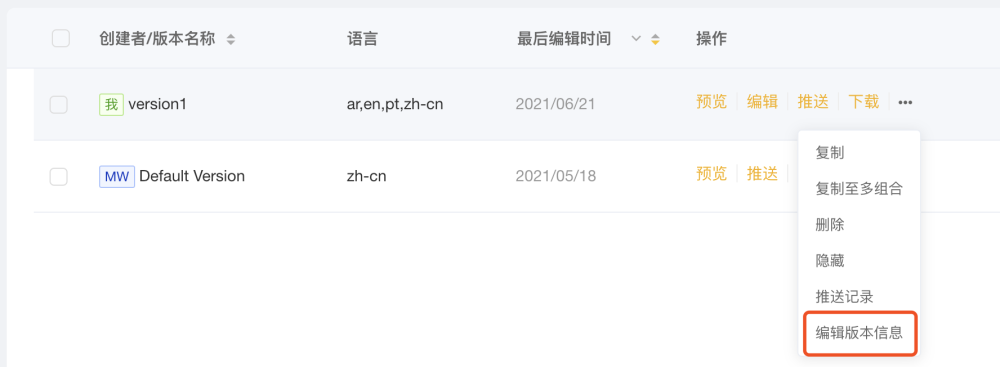 创建者/版本名称 语言 最后编辑时间 操作
我 version1 ar,en,pt,zh-cn 2021/06/21 预览 编辑 推送 下载 •••
MW Default Version zh-cn 2021/05/18 预览 推送
复制
复制至多组合
删除
隐藏
推送记录
编辑版本信息